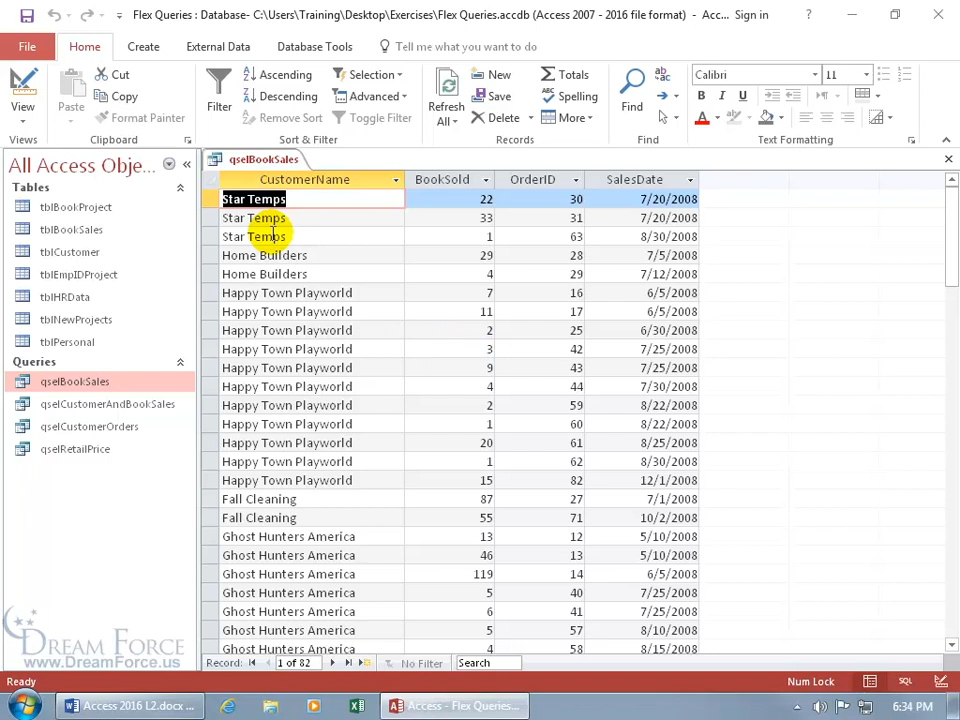 Flex Queries : Database- C:\Users\Training\Desktop\Exercises\Flex Queries.accdb (Access 2007 - 2016 file format) - Acc... Sign in ?
File Home Create External Data Database Tools Tell me what you want to do
View
Views
Paste
Cut
Copy
Format Painter
Clipboard
Filter
Ascending
Descending
Remove Sort
Selection
Advanced
Toggle Filter
Sort & Filter
Refresh All
New
Save
Delete
Totals
Spelling
More
Records
Find
Find
Calibri 11
B I U
Text Formatting
All Access Obje...
Tables
tblBookProject
tblBookSales
tblCustomer
tblEmpIDProject
tblHRData
tblNewProjects
tblPersonal
Queries
qselBookSales
qselCustomerAndBookSales
qselCustomerOrders
qselRetailPrice
DREAM FORCE
www.DreamForce.us
qselBookSales
CustomerName BookSold OrderID SalesDate
Star Temps 22 30 7/20/2008
Star Temps 33 31 7/20/2008
Star Temps 1 63 8/30/2008
Home Builders 29 28 7/5/2008
Home Builders 4 29 7/12/2008
Happy Town Playworld 7 16 6/5/2008
Happy Town Playworld 11 17 6/5/2008
Happy Town Playworld 2 25 6/30/2008
Happy Town Playworld 3 42 7/25/2008
Happy Town Playworld 9 43 7/25/2008
Happy Town Playworld 4 44 7/30/2008
Happy Town Playworld 2 59 8/22/2008
Happy Town Playworld 1 60 8/22/2008
Happy Town Playworld 20 61 8/25/2008
Happy Town Playworld 1 62 8/30/2008
Happy Town Playworld 15 82 12/1/2008
Fall Cleaning 87 27 7/1/2008
Fall Cleaning 55 71 10/2/2008
Ghost Hunters America 13 12 5/10/2008
Ghost Hunters America 46 13 5/10/2008
Ghost Hunters America 119 14 6/5/2008
Ghost Hunters America 5 40 7/25/2008
Ghost Hunters America 6 41 7/25/2008
Ghost Hunters America 5 57 8/10/2008
Ghost Hunters America 4 58 8/15/2008
Record: 1 of 82 No Filter Search
Ready Num Lock SQL
Access 2016 L2.docx ... Access - Flex Queries... 6:34 PM